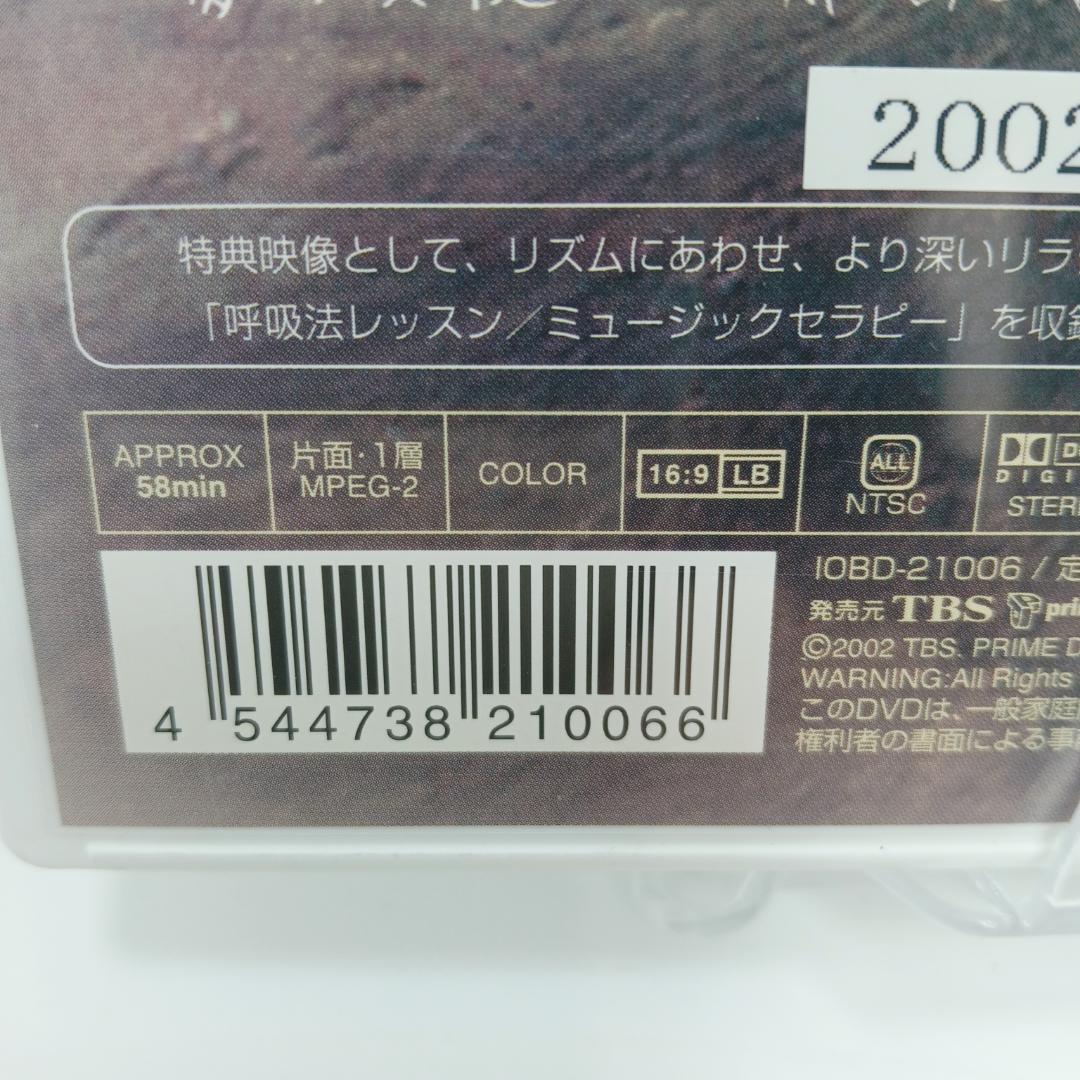 2002
特典映像として、リズムにあわせ、より深いリラ
「呼吸法レッスン／ミュージックセラピー」を収録
APPROX
58min
片面・1層
MPEG-2
COLOR
16:9 LB
ALL
NTSC
DIGI
STER
IOBD-21006 / 定
発売元 TBS pri
©2002 TBS. PRIME D
WARNING:All Rights
このDVDは、一般家庭
権利者の書面による事
4 544738 210066